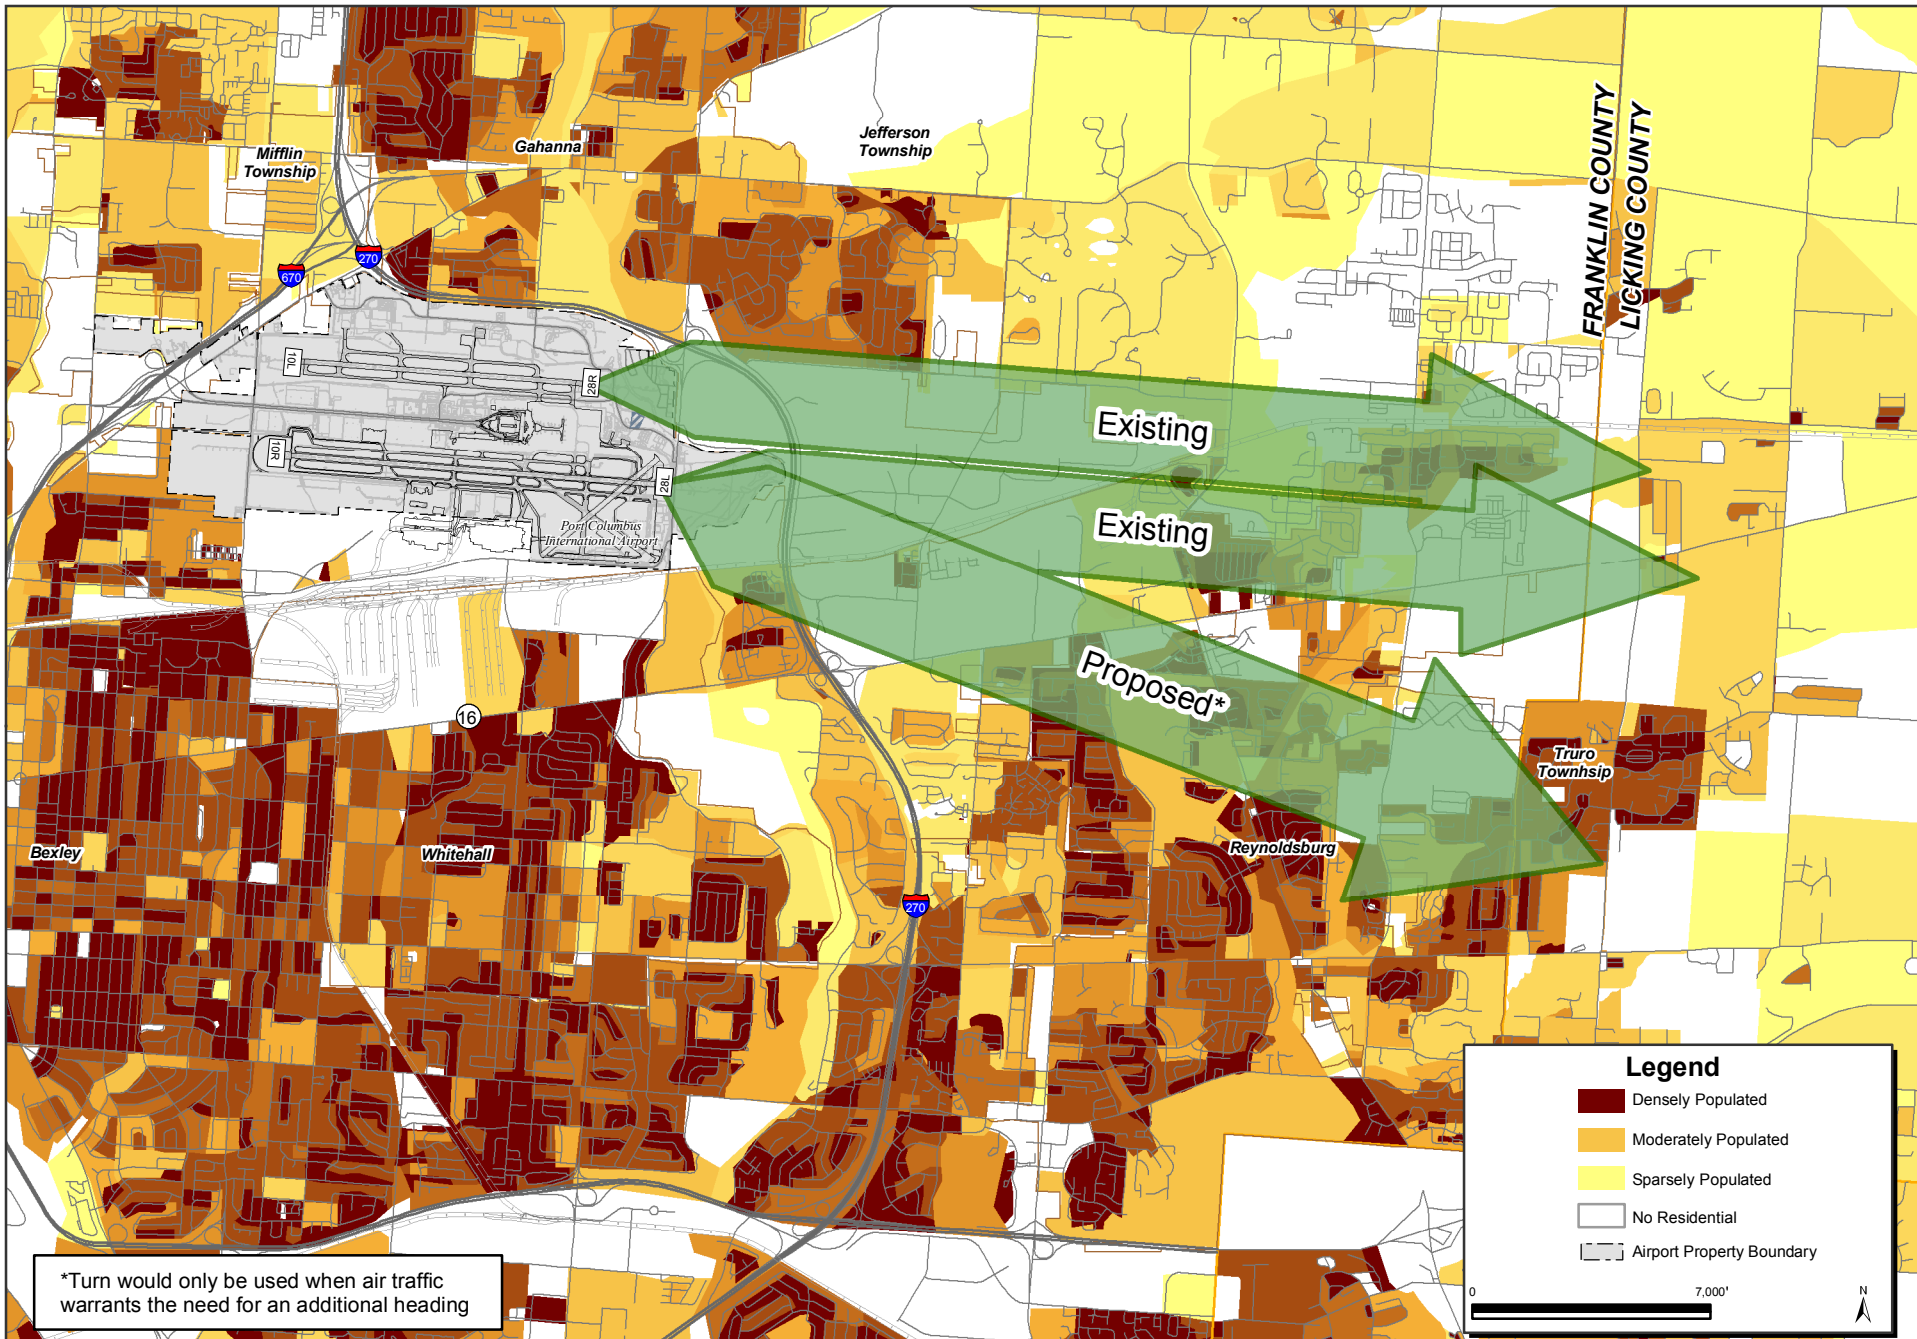 Mifflin
Township
Gahanna
Jefferson
Township
FRANKLIN COUNTY
LICKING COUNTY
670
270
10L
28R
10R
28L
Port Columbus
International Airport
Existing
Existing
Proposed*
16
Truro
Townhsip
Bexley
Whitehall
Reynoldsburg
270
Legend
Densely Populated
Moderately Populated
Sparsely Populated
No Residential
Airport Property Boundary
0 7,000'
N
*Turn would only be used when air traffic
warrants the need for an additional heading